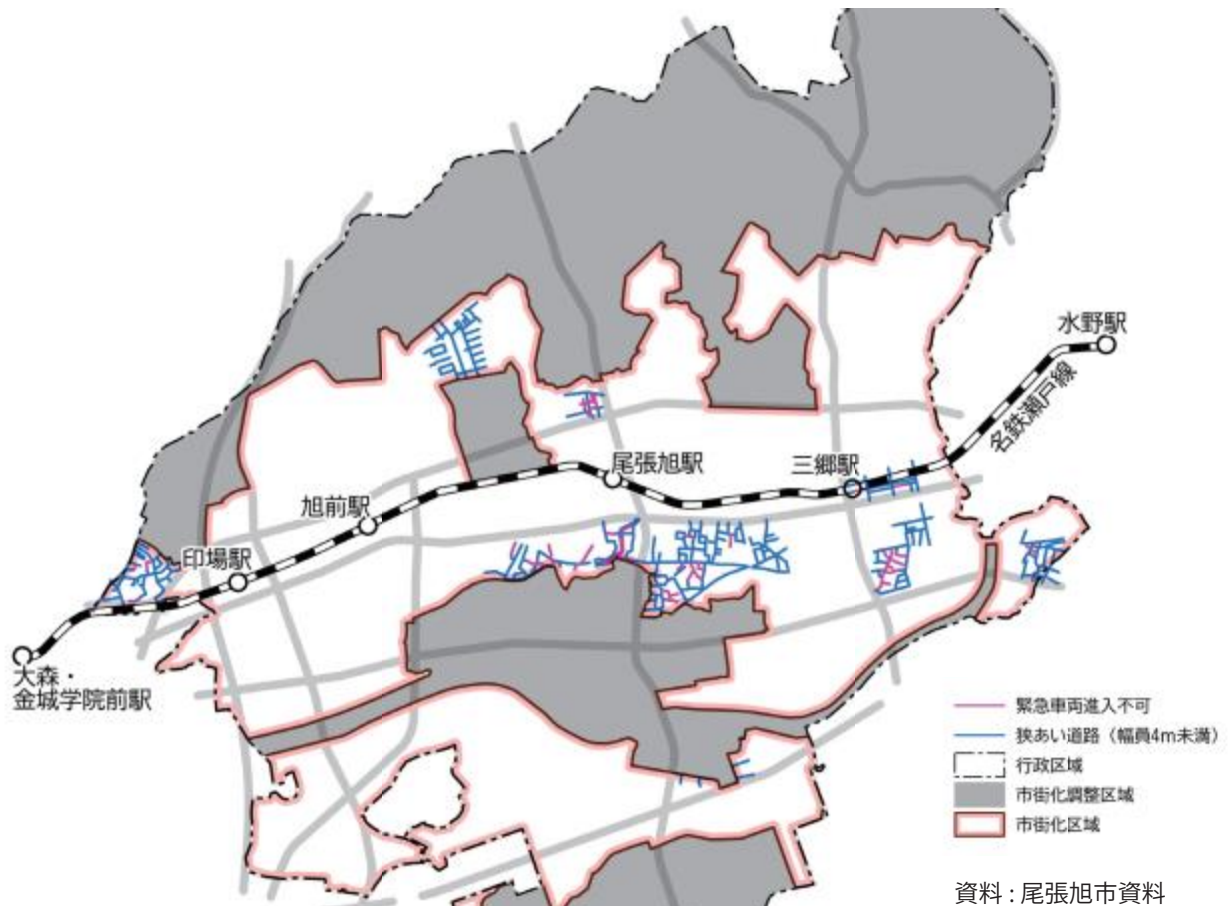 水野駅
名鉄瀬戸線
尾張旭駅
三郷駅
旭前駅
印場駅
大森・
金城学院前駅
緊急車両進入不可
狭あい道路（幅員4m未満）
行政区域
市街化調整区域
市街化区域
資料：尾張旭市資料